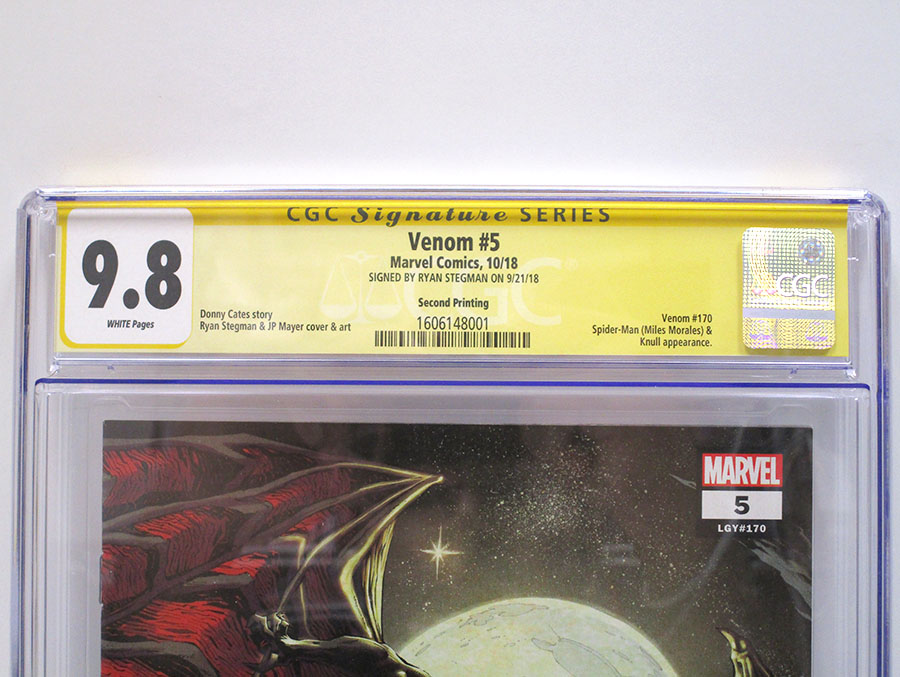 CGC Signature SERIES
9.8
WHITE Pages
Venom #5
Marvel Comics, 10/18
SIGNED BY RYAN STEGMAN ON 9/21/18
Second Printing
1606148001
Donny Cates story
Ryan Stegman & JP Mayer cover & art
Venom #170
Spider-Man (Miles Morales) &
Knull appearance.
CGC
CGC
MARVEL
5
LGY#170